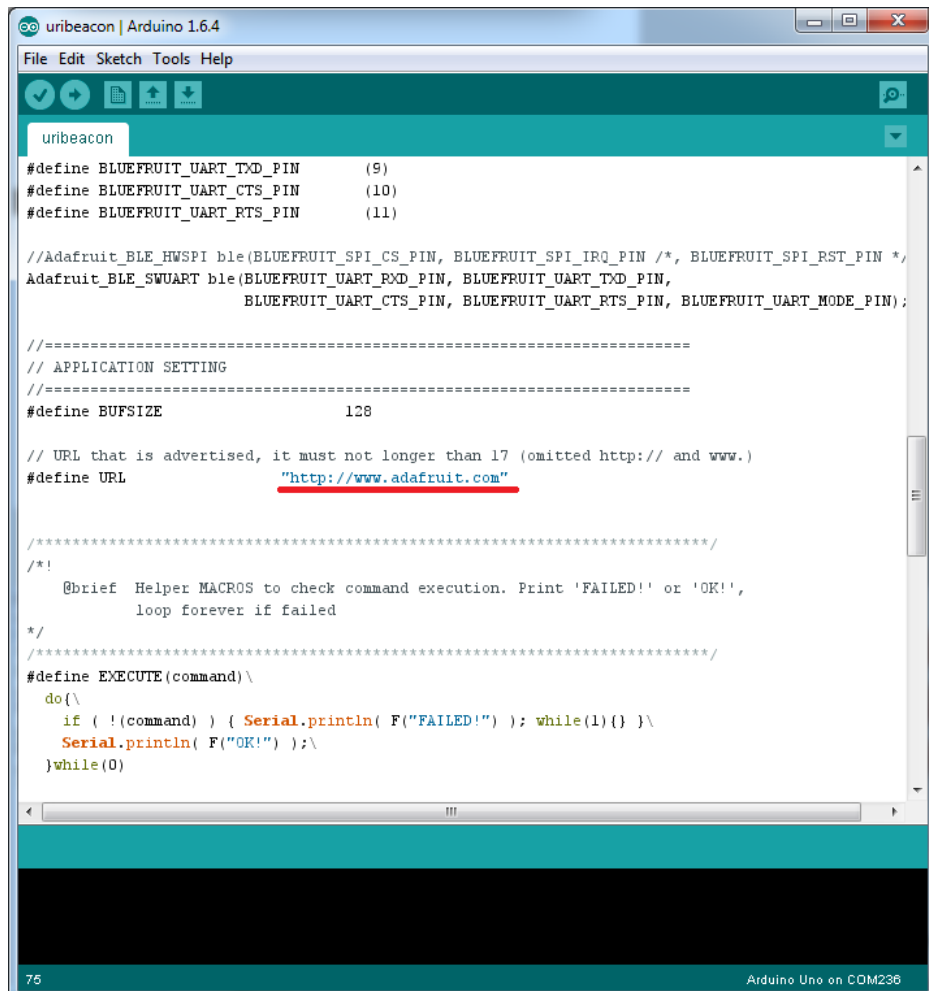 uribeacon | Arduino 1.6.4
File Edit Sketch Tools Help
uribeacon
#define BLUEFRUIT_UART_TXD_PIN (9)
#define BLUEFRUIT_UART_CTS_PIN (10)
#define BLUEFRUIT_UART_RTS_PIN (11)
//Adafruit_BLE_HWSPI ble(BLUEFRUIT_SPI_CS_PIN, BLUEFRUIT_SPI_IRQ_PIN /*, BLUEFRUIT_SPI_RST_PIN */
Adafruit_BLE_SWUART ble(BLUEFRUIT_UART_RXD_PIN, BLUEFRUIT_UART_TXD_PIN,
BLUEFRUIT_UART_CTS_PIN, BLUEFRUIT_UART_RTS_PIN, BLUEFRUIT_UART_MODE_PIN);
//========================================================================
// APPLICATION SETTING
//========================================================================
#define BUFSIZE 128
// URL that is advertised, it must not longer than 17 (omitted http:// and www.)
#define URL "http://www.adafruit.com"
/**************************************************************************/
/*!
@brief Helper MACROS to check command execution. Print 'FAILED!' or 'OK!',
loop forever if failed
*/
/**************************************************************************/
#define EXECUTE(command)\
do{\
if ( !(command) ) { Serial.println( F("FAILED!") ); while(1){} }\
Serial.println( F("OK!") );\
}while(0)
75
Arduino Uno on COM236